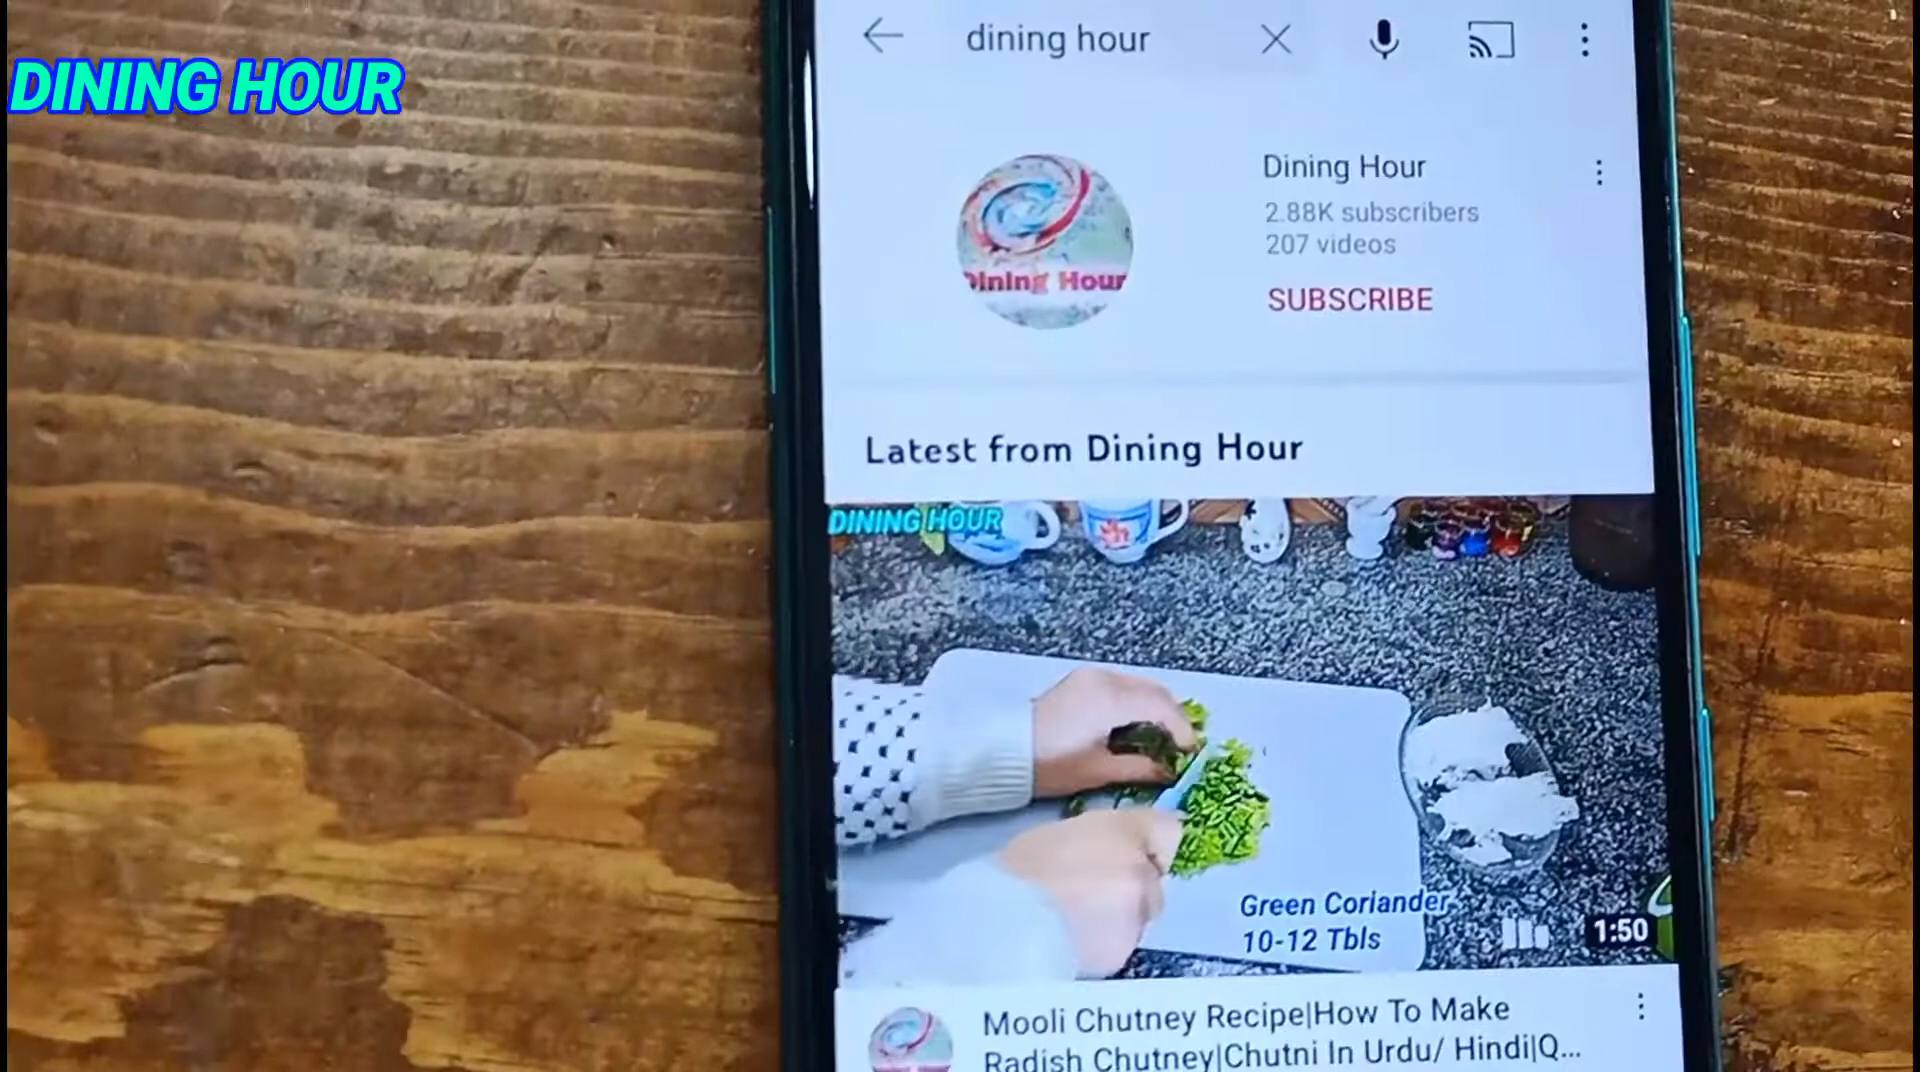 DINING HOUR
dining hour
Dining Hour
2.88K subscribers
207 videos
SUBSCRIBE
Dining Hour
Latest from Dining Hour
DINING HOUR
Green Coriander
10-12 Tbls
1:50
Mooli Chutney Recipe|How To Make
Radish Chutney|Chutni In Urdu/ Hindi|Q...